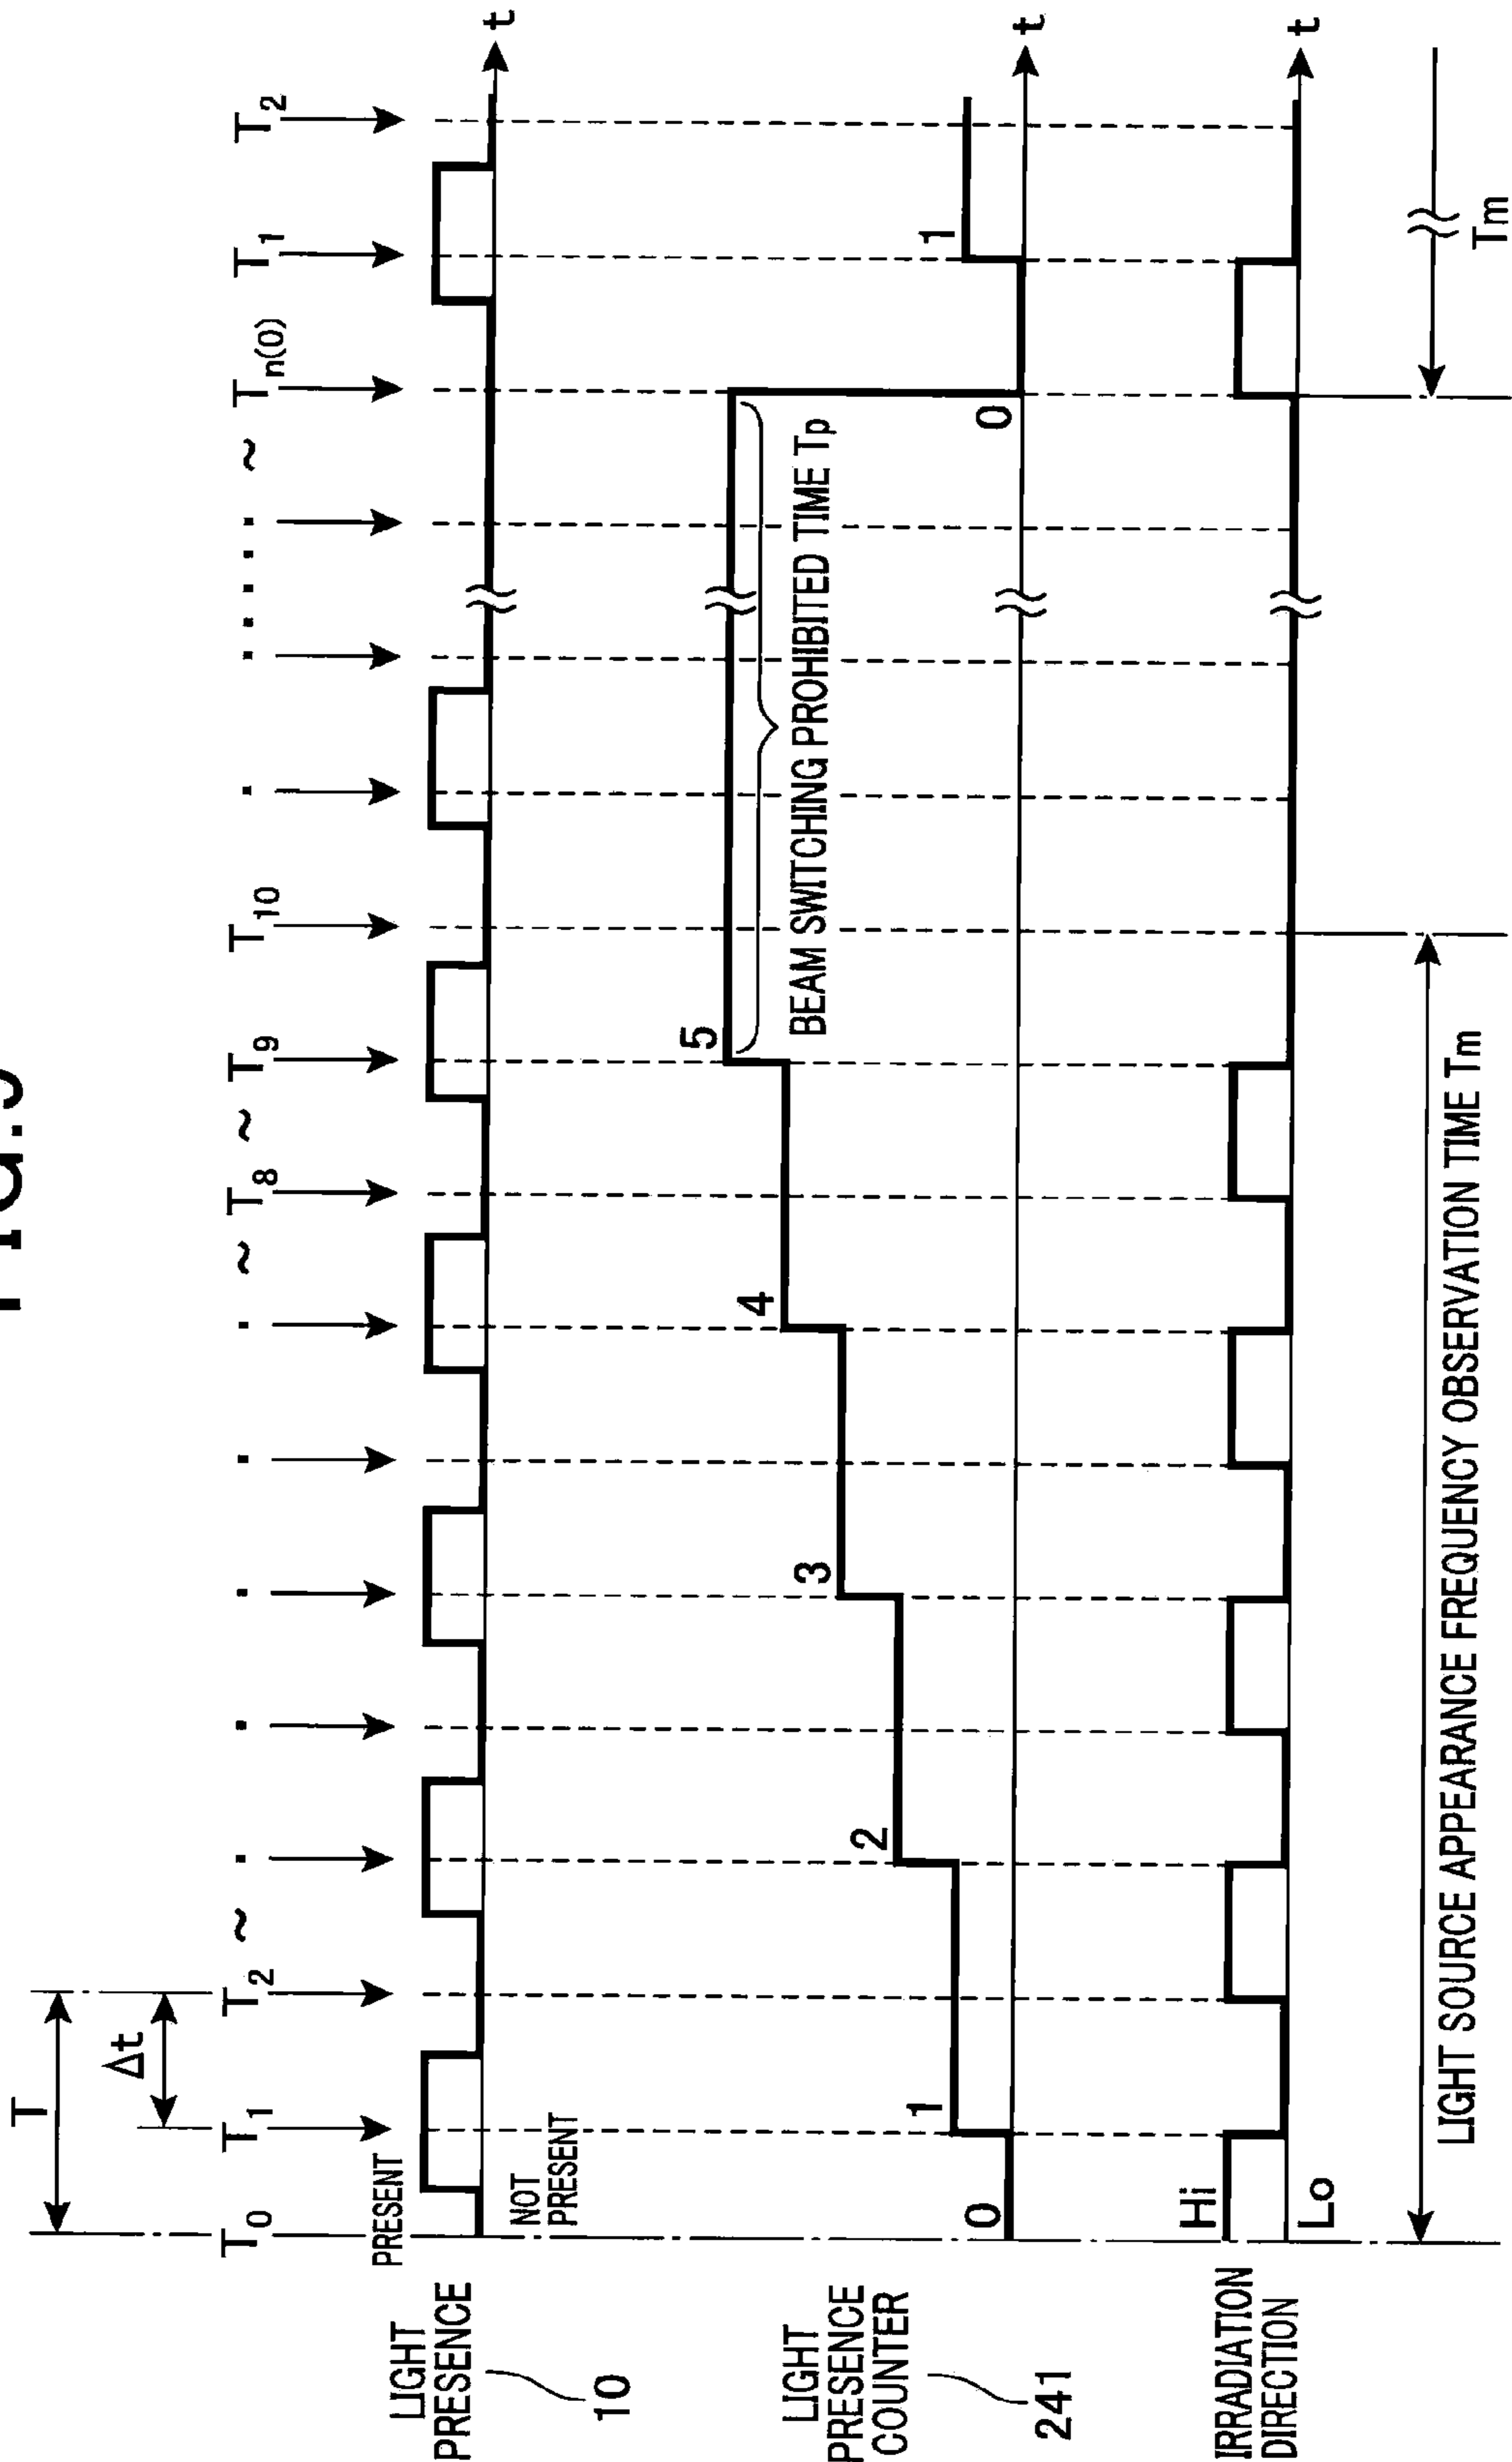 T
Δt
T0 T1 T2 ~ . . . . . ~ T8 ~ T9 T10 . . . . . . ~ Tn(0) T1 T2
PRESENT
LIGHT
PRESENCE
10
NOT
PRESENT
t
LIGHT
PRESENCE
COUNTER
241
0 1 2 3 4 5 0 1
BEAM SWITCHING PROHIBITED TIME Tp
t
IRRADIATION
DIRECTION
Hi
Lo
t
LIGHT SOURCE APPEARANCE FREQUENCY OBSERVATION TIME Tm
Tm